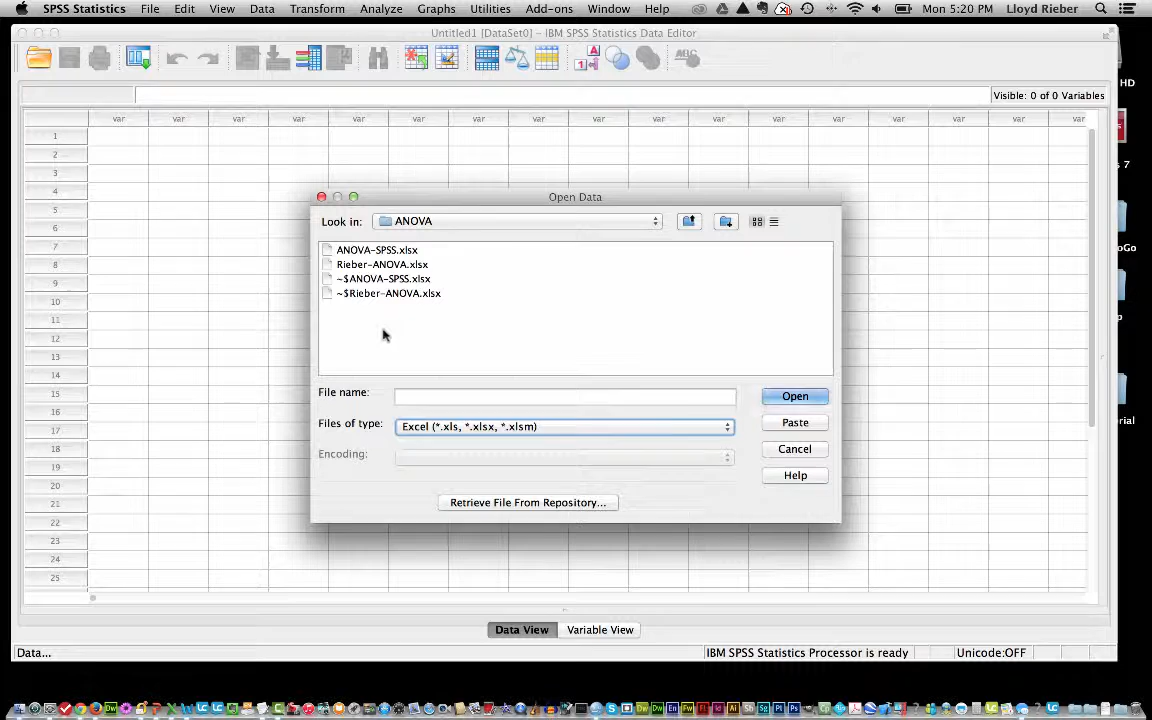 SPSS Statistics File Edit View Data Transform Analyze Graphs Utilities Add-ons Window Help Mon 5:20 PM Lloyd Rieber
Untitled1 [DataSet0] – IBM SPSS Statistics Data Editor
Visible: 0 of 0 Variables
HD
var var var var var var var var var var var var var var var var var
1
2
3
7
4
5
6
7
oGo
8
9
10
11
p
12
13
14
15
16
orial
17
18
19
20
21
22
23
24
25
Open Data
Look in: ANOVA
ANOVA-SPSS.xlsx
Rieber-ANOVA.xlsx
~$ANOVA-SPSS.xlsx
~$Rieber-ANOVA.xlsx
File name: Open
Files of type: Excel (*.xls, *.xlsx, *.xlsm) Paste
Encoding: Cancel
Help
Retrieve File From Repository...
Data View Variable View
Data... IBM SPSS Statistics Processor is ready Unicode:OFF